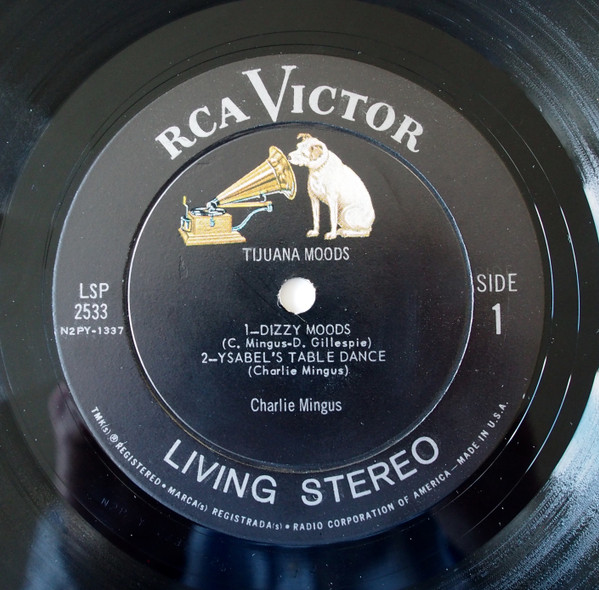 RCA VICTOR
TIJUANA MOODS
LSP
2533
N2PY-1337
SIDE
1
1—DIZZY MOODS
(C. Mingus-D. Gillespie)
2—YSABEL'S TABLE DANCE
(Charlie Mingus)
Charlie Mingus
LIVING STEREO
TMK(s) ® REGISTERED • MARCA(s) REGISTRADA(s) • RADIO CORPORATION OF AMERICA — MADE IN U.S.A.